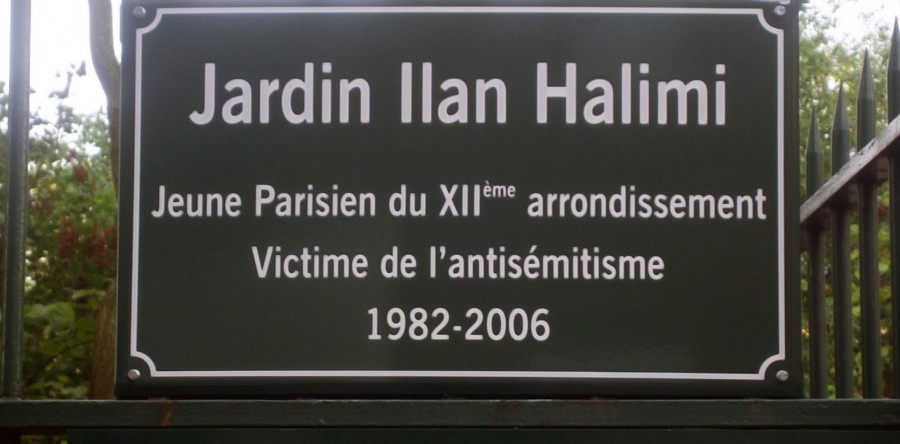 Jardin Ilan Halimi
Jeune Parisien du XIIème arrondissement
Victime de l'antisémitisme
1982-2006